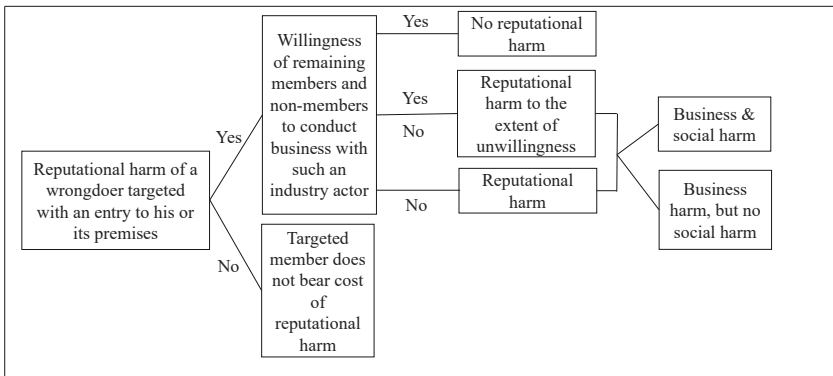 Reputational harm of a
wrongdoer targeted
with an entry to his or
its premises
Yes
No
Willingness
of remaining
members and
non-members
to conduct
business with
such an
industry actor
Targeted
member does
not bear cost
of
reputational
harm
Yes
Yes
No
No
No reputational
harm
Reputational
harm to the
extent of
unwillingness
Reputational
harm
Business &
social harm
Business
harm, but no
social harm